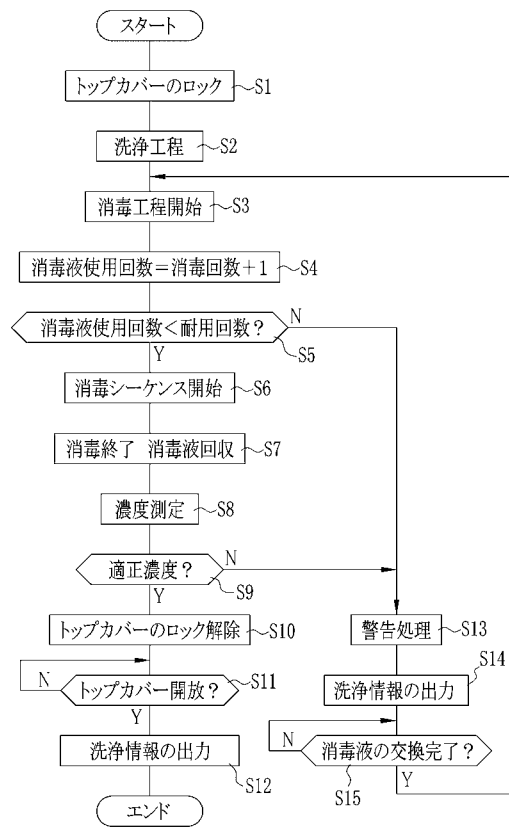 スタート
トップカバーのロック S1
洗浄工程 S2
消毒工程開始 S3
消毒液使用回数=消毒回数+1 S4
消毒液使用回数<耐用回数? N
S5
Y
消毒シーケンス開始 S6
消毒終了 消毒液回収 S7
濃度測定 S8
適正濃度? N
S9
Y
トップカバーのロック解除 S10
N トップカバー開放? S11
Y
洗浄情報の出力 S12
エンド
警告処理 S13
洗浄情報の出力 S14
N 消毒液の交換完了?
S15 Y